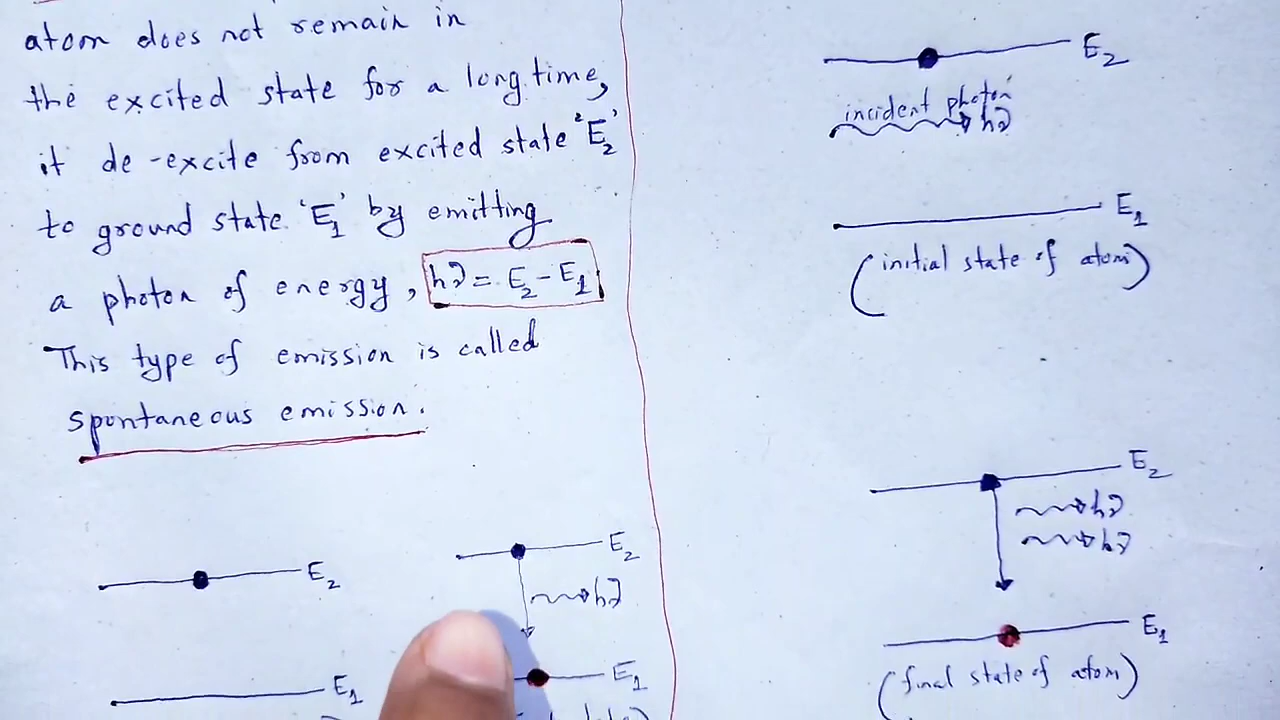 atom does not remain in
the excited state for a long time,
it de-excite from excited state 'E₂'
to ground state 'E₁' by emitting
a photon of energy, hν = E₂ - E₁
This type of emission is called
spontaneous emission.
E₂
E₁
E₂
hν
E₁
E₂
incident photon
hν
E₁
(initial state of atom)
E₂
hν
hν
E₁
(final state of atom)